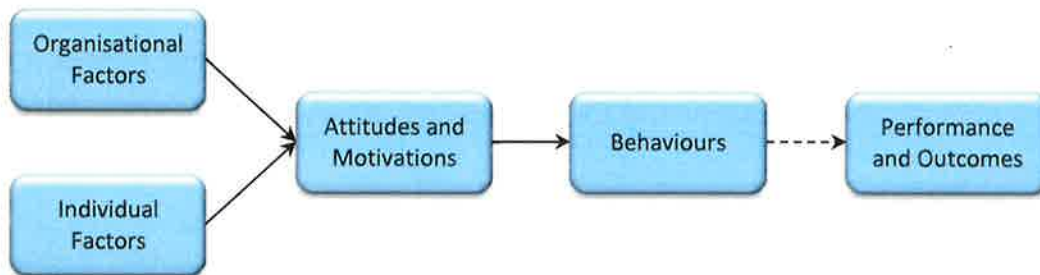 Organisational
Factors
Individual
Factors
Attitudes and
Motivations
Behaviours
Performance
and Outcomes